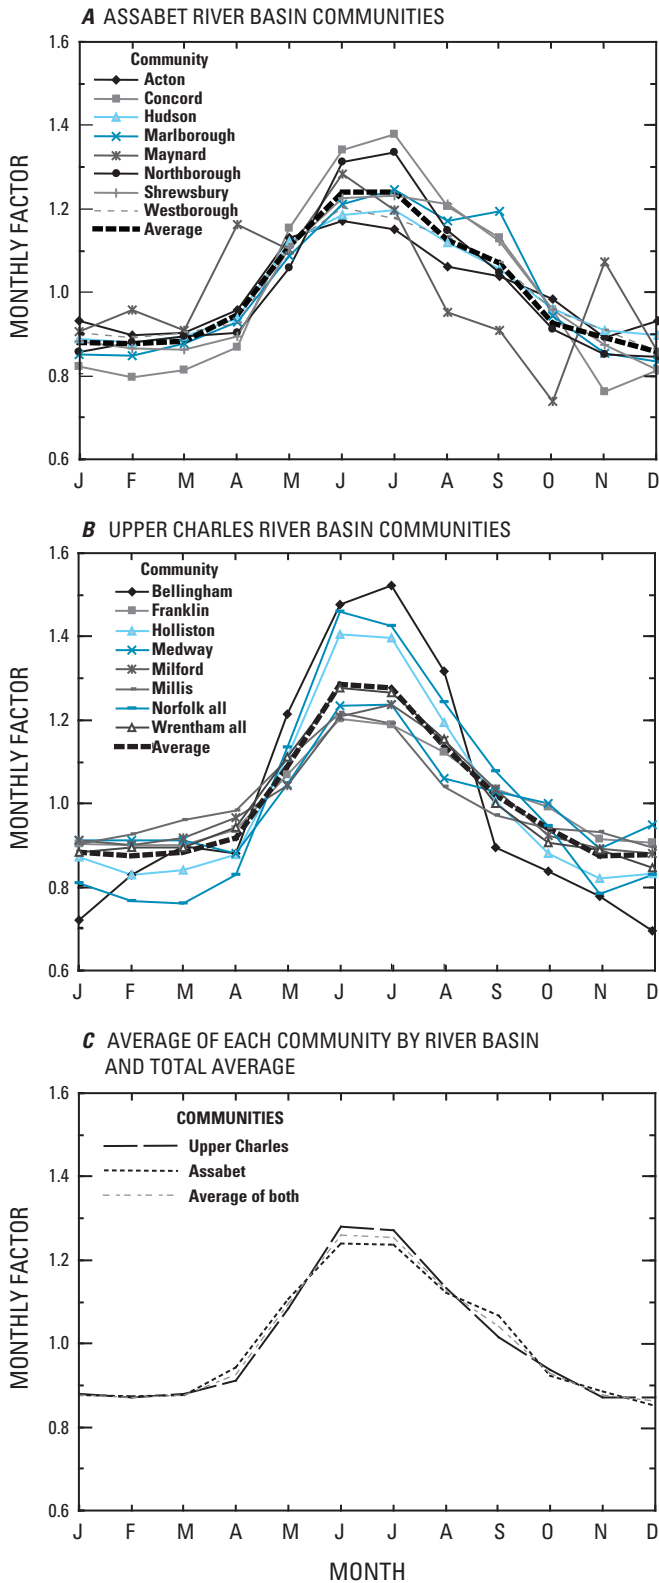 A ASSABET RIVER BASIN COMMUNITIES
1.6
1.4
1.2
1.0
0.8
0.6
MONTHLY FACTOR
Community
Acton
Concord
Hudson
Marlborough
Maynard
Northborough
Shrewsbury
Westborough
Average
J F M A M J J A S O N D
B UPPER CHARLES RIVER BASIN COMMUNITIES
1.6
1.4
1.2
1.0
0.8
0.6
MONTHLY FACTOR
Community
Bellingham
Franklin
Holliston
Medway
Milford
Millis
Norfolk all
Wrentham all
Average
J F M A M J J A S O N D
C AVERAGE OF EACH COMMUNITY BY RIVER BASIN
AND TOTAL AVERAGE
1.6
1.4
1.2
1.0
0.8
0.6
MONTHLY FACTOR
COMMUNITIES
Upper Charles
Assabet
Average of both
J F M A M J J A S O N D
MONTH